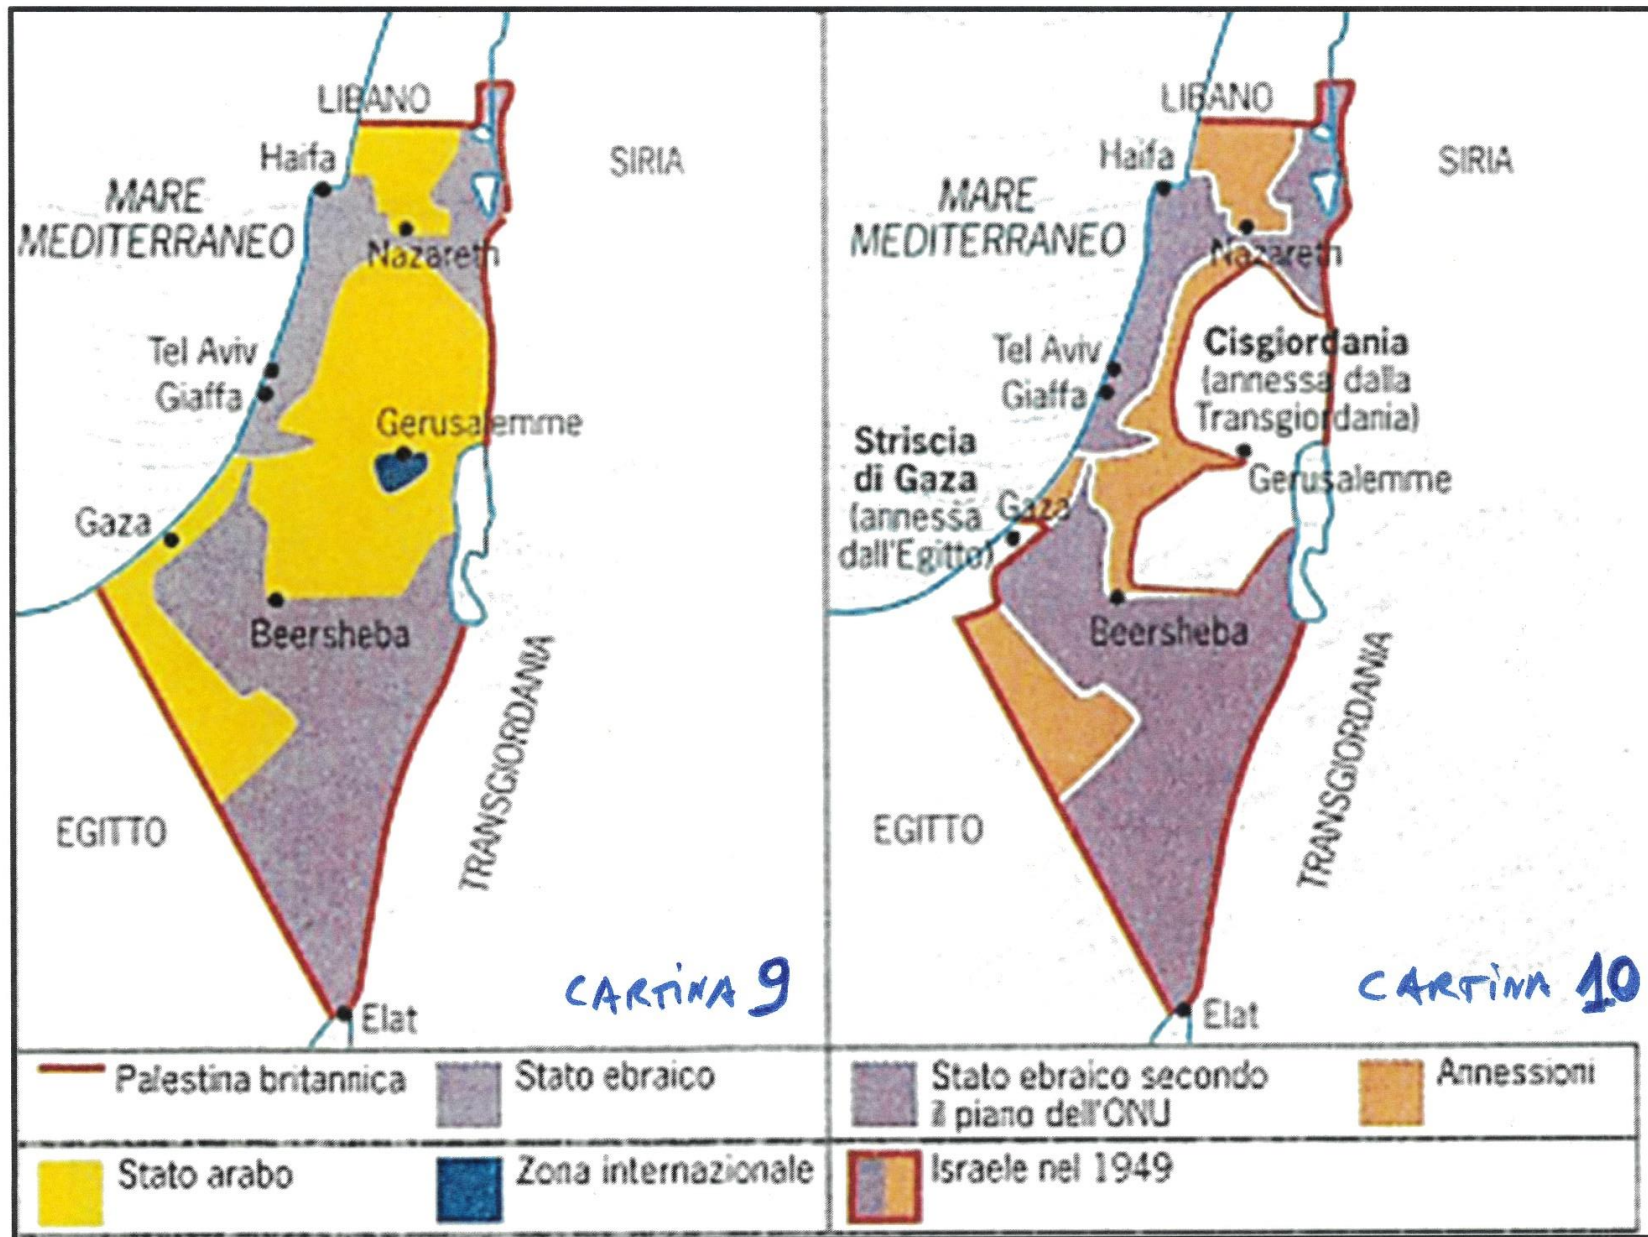 LIBANO
Haifa
SIRIA
MARE
MEDITERRANEO
Nazareth
Tel Aviv
Giaffa
Gerusalemme
Gaza
Beersheba
TRANSGIORDANIA
EGITTO
CARTINA 9
Elat
Palestina britannica
Stato ebraico
Stato arabo
Zona internazionale
LIBANO
Haifa
SIRIA
MARE
MEDITERRANEO
Nazareth
Cisgiordania
(annessa dalla
Transgiordania)
Tel Aviv
Giaffa
Striscia
di Gaza
(annessa
dall'Egitto)
Gaza
Gerusalemme
Beersheba
TRANSGIORDANIA
EGITTO
CARTINA 10
Elat
Stato ebraico secondo
il piano dell'ONU
Annessioni
Israele nel 1949